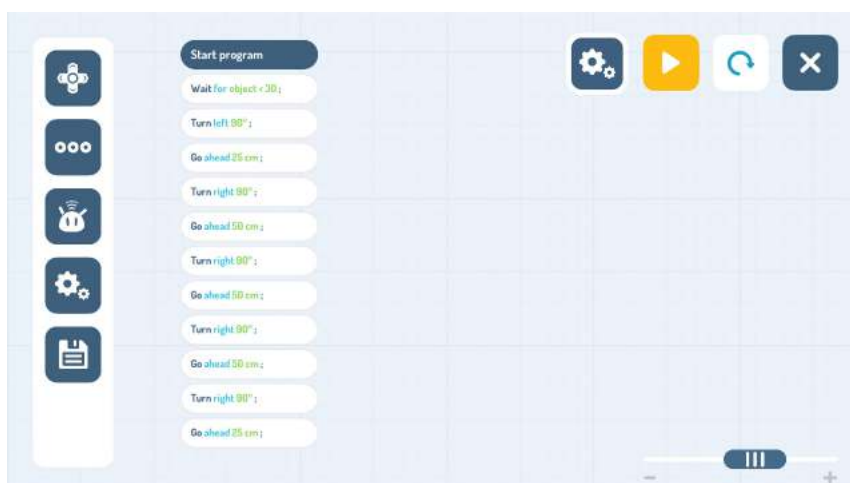 Start program
Wait for object < 30 ;
Turn left 90° ;
Go ahead 25 cm ;
Turn right 90° ;
Go ahead 50 cm ;
Turn right 90° ;
Go ahead 50 cm ;
Turn right 90° ;
Go ahead 50 cm ;
Turn right 90° ;
Go ahead 25 cm ;